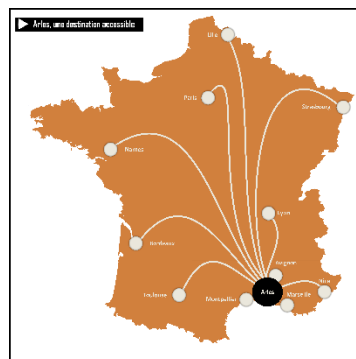 Arles, une destination accessible
Lille
Paris
Strasbourg
Nantes
Lyon
Bordeaux
Avignon
Nice
Toulouse
Arles
Montpellier
Marseille